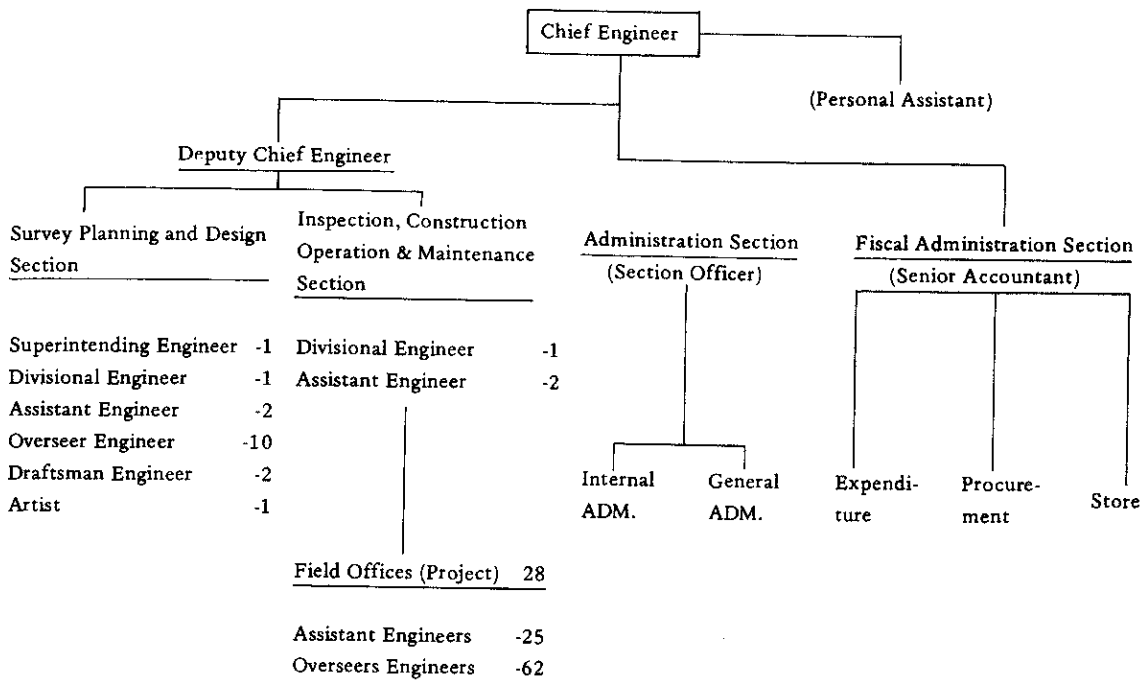 Chief Engineer
(Personal Assistant)
Deputy Chief Engineer
Survey Planning and Design
Section
Superintending Engineer -1
Divisional Engineer -1
Assistant Engineer -2
Overseer Engineer -10
Draftsman Engineer -2
Artist -1
Inspection, Construction
Operation & Maintenance
Section
Divisional Engineer -1
Assistant Engineer -2
Field Offices (Project) 28
Assistant Engineers -25
Overseers Engineers -62
Administration Section
(Section Officer)
Internal
ADM.
General
ADM.
Fiscal Administration Section
(Senior Accountant)
Expendi-
ture
Procure-
ment
Store